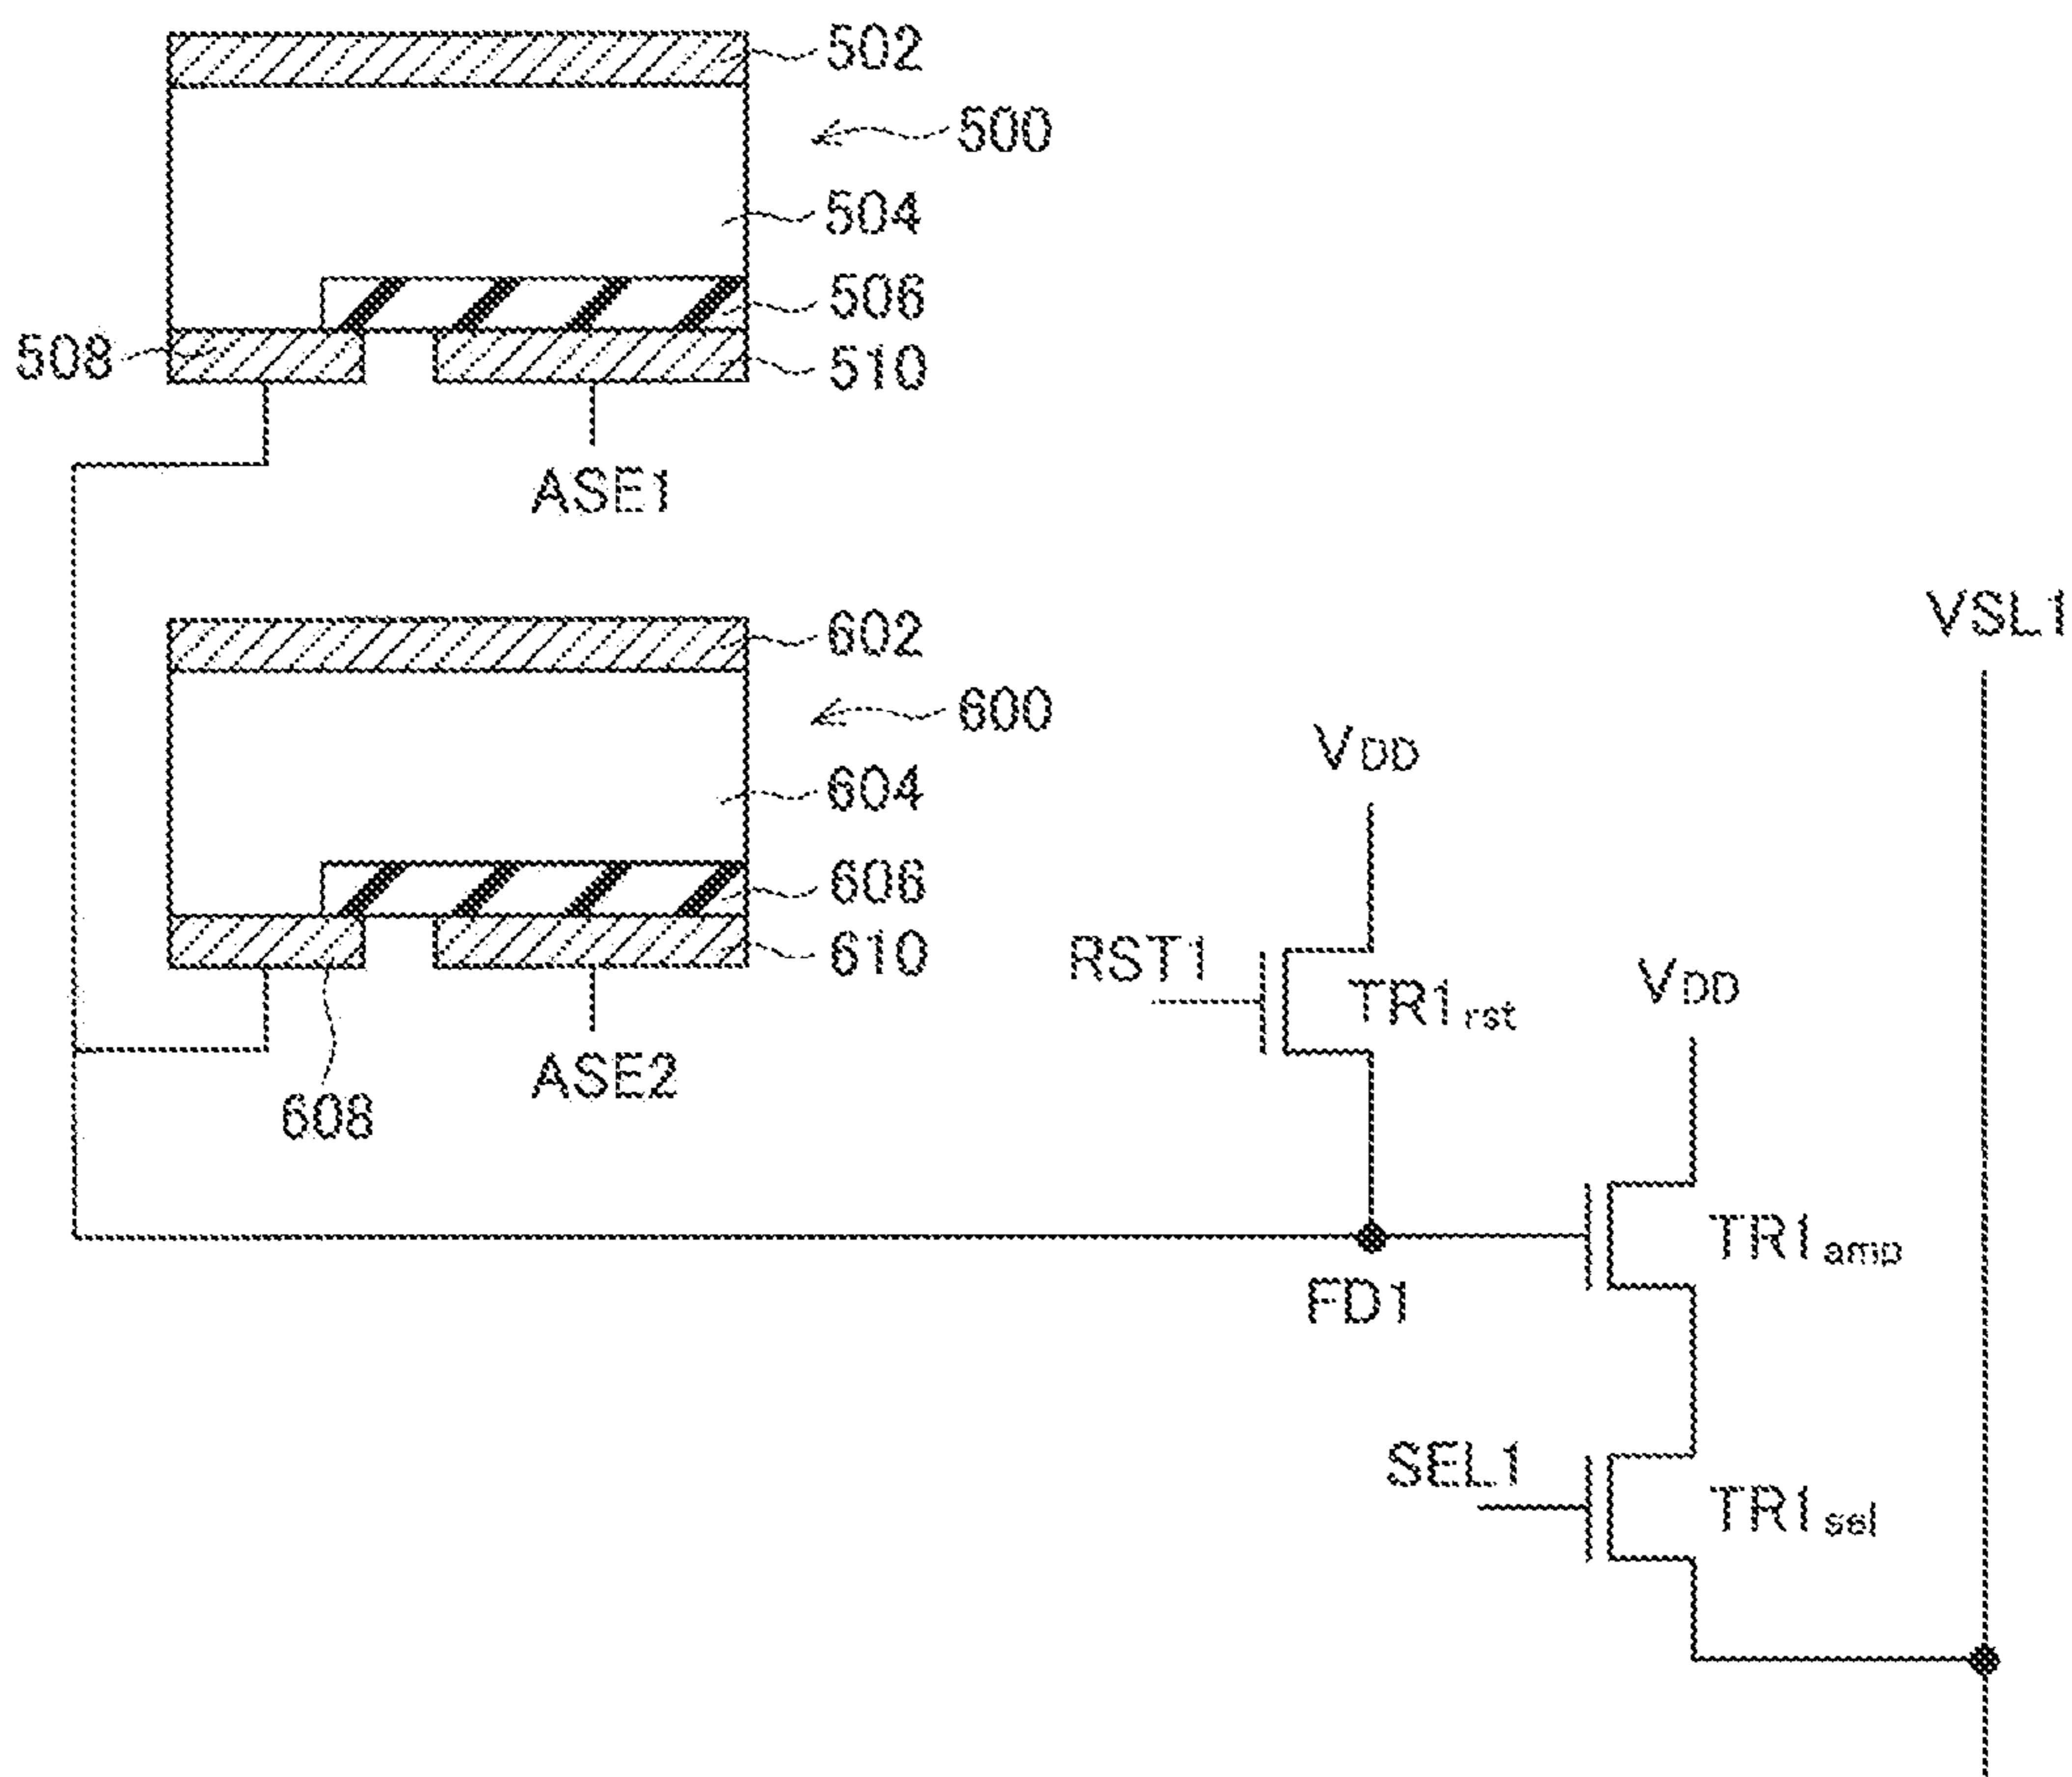 502
500
504
506
508
510
ASE1
602
VSL1
600
VDD
604
606
RST1
610
TR1rst
VDD
ASE2
608
TR1amp
FD1
SEL1
TR1sel